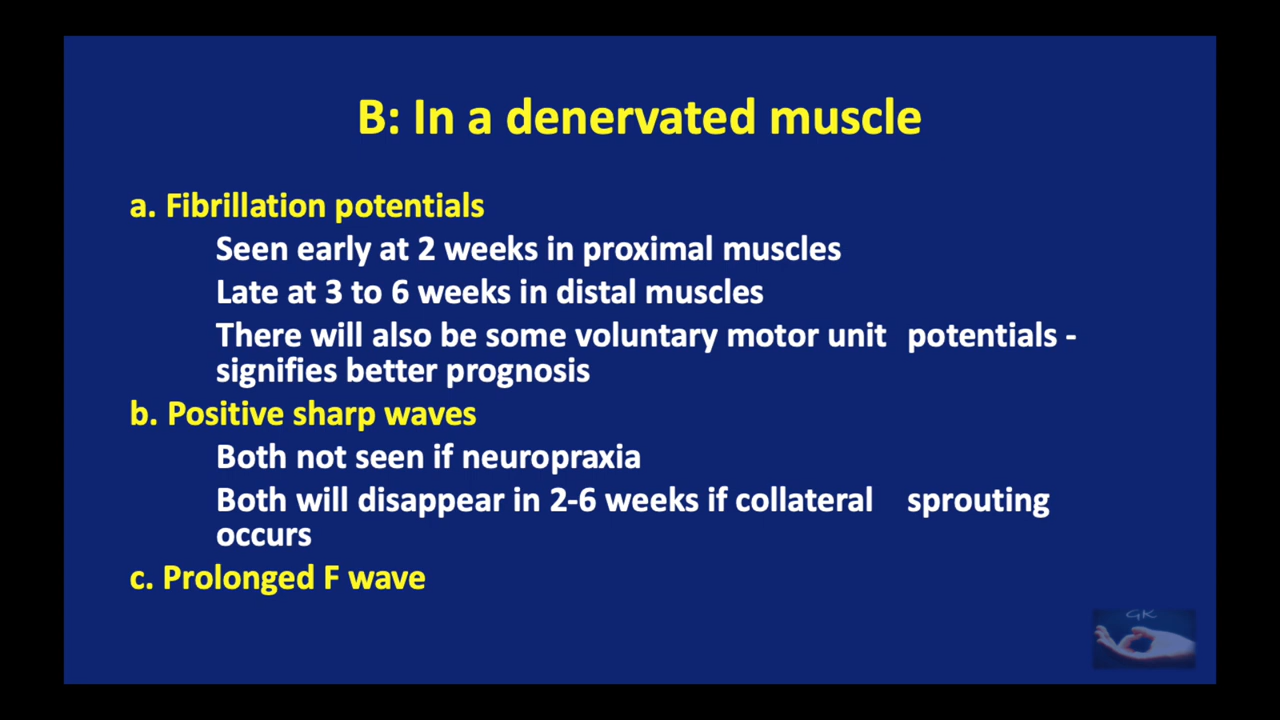 B: In a denervated muscle
a. Fibrillation potentials
Seen early at 2 weeks in proximal muscles
Late at 3 to 6 weeks in distal muscles
There will also be some voluntary motor unit potentials -
signifies better prognosis
b. Positive sharp waves
Both not seen if neuropraxia
Both will disappear in 2-6 weeks if collateral sprouting
occurs
c. Prolonged F wave
GK